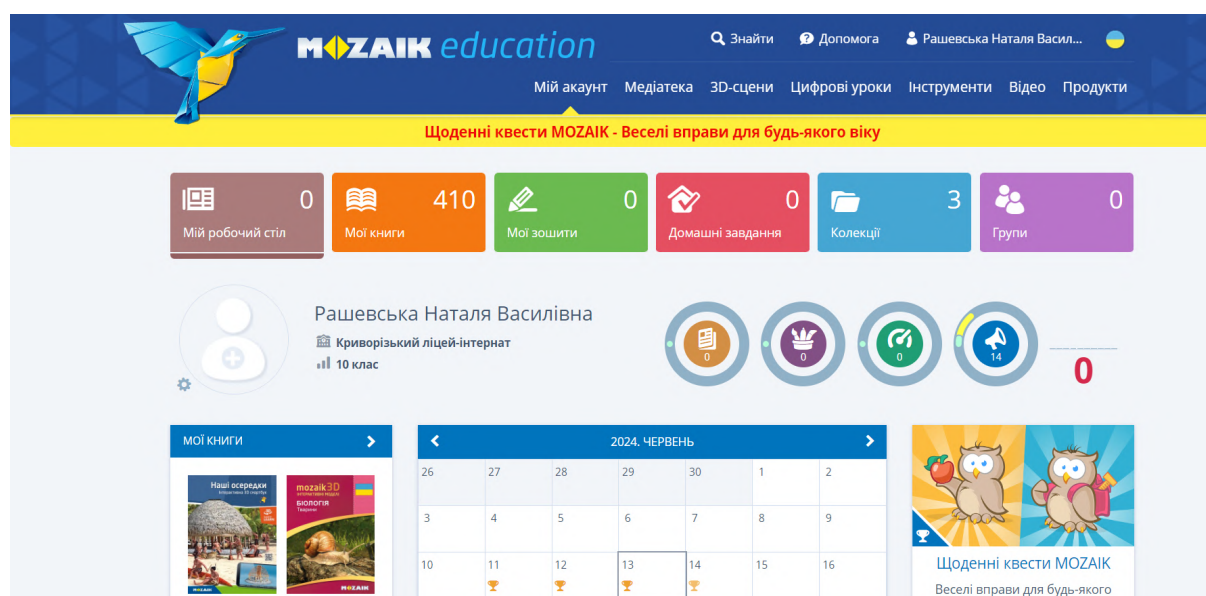 MOZAIK education
Знайти Допомога Рашевська Наталя Васил...
Мій акаунт Медіатека 3D-сцени Цифрові уроки Інструменти Відео Продукти
Щоденні квести MOZAIK - Веселі вправи для будь-якого віку
0 410 0 0 3 0
Мій робочий стіл Мої книги Мої зошити Домашні завдання Колекції Групи
Рашевська Наталя Василівна
Криворізький ліцей-інтернат
10 клас
0 0 0 14
0
МОЇ КНИГИ
Наші осередки
mozaik3D
БІОЛОГІЯ
Тварини
MOZAIK
MOZAIK
2024. ЧЕРВЕНЬ
26 27 28 29 30 1 2
3 4 5 6 7 8 9
10 11 12 13 14 15 16
Щоденні квести MOZAIK
Веселі вправи для будь-якого